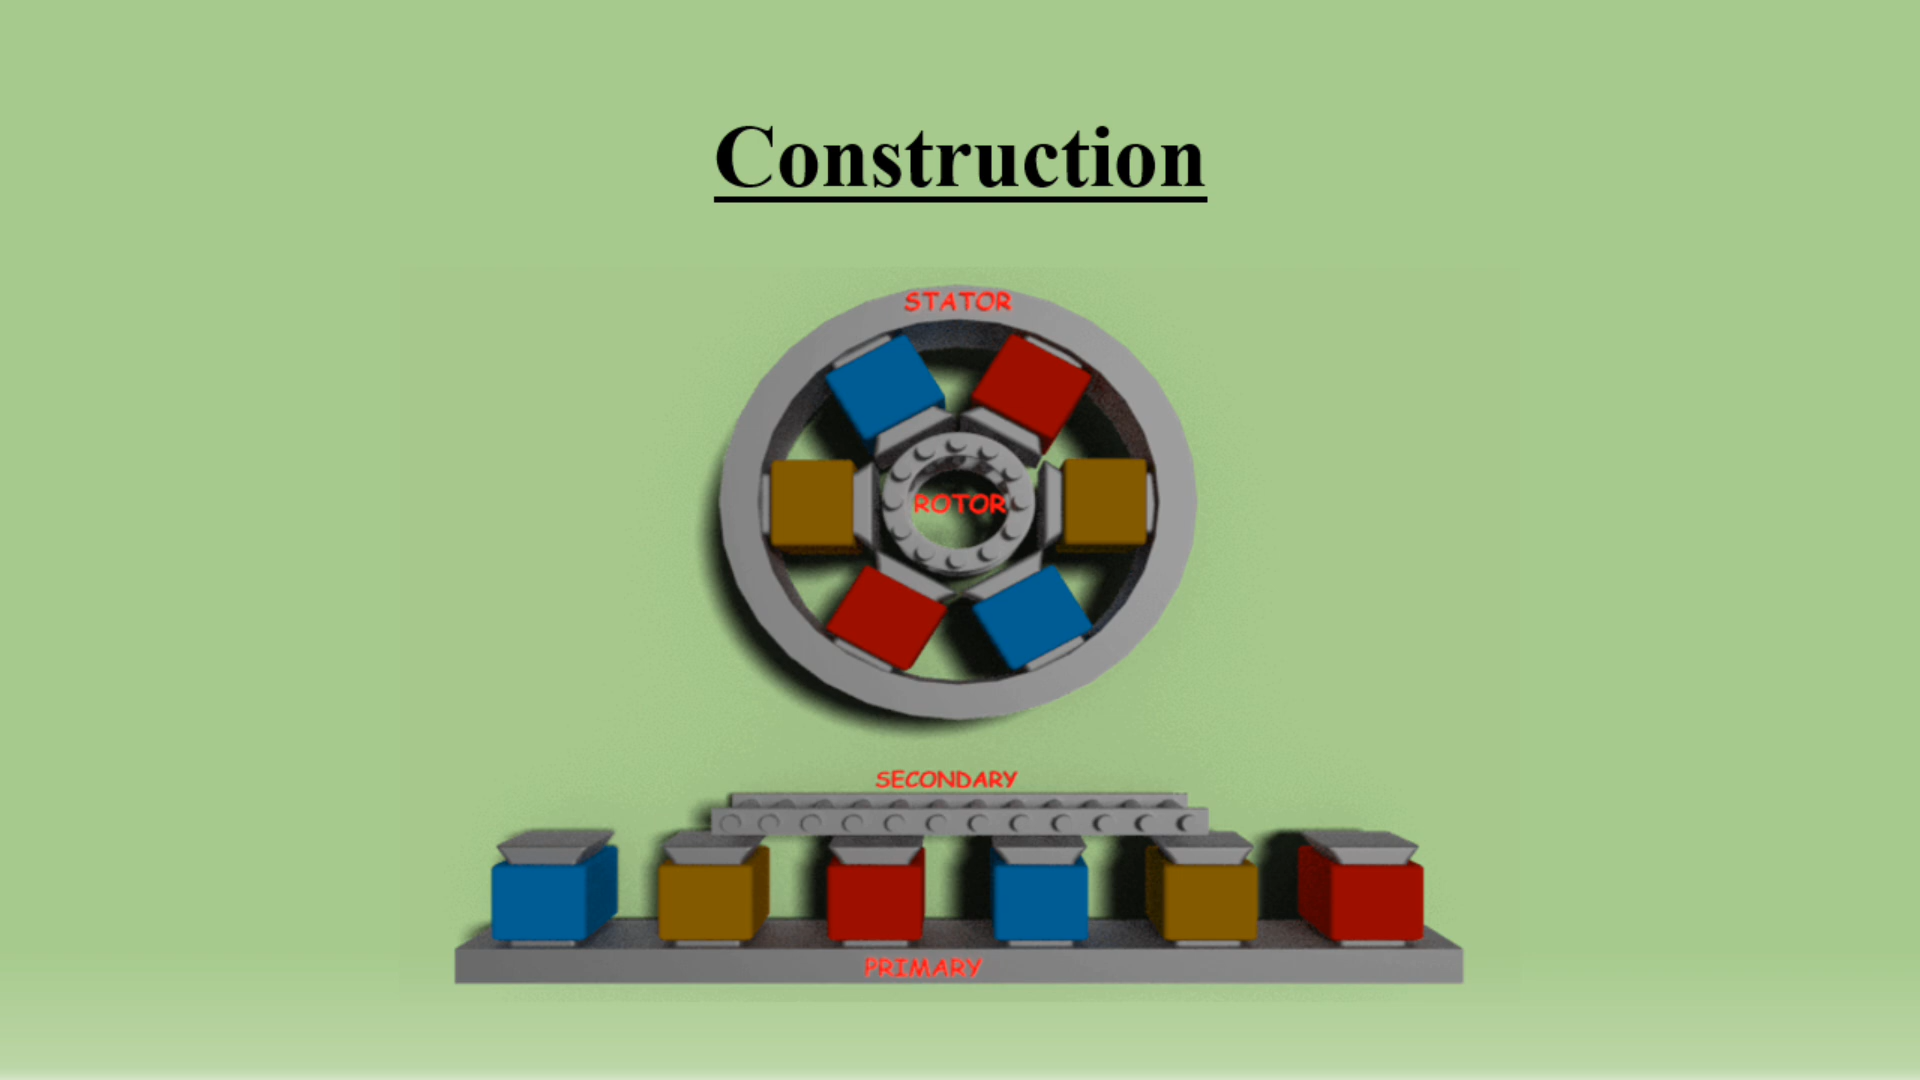 Construction
STATOR
ROTOR
SECONDARY
PRIMARY